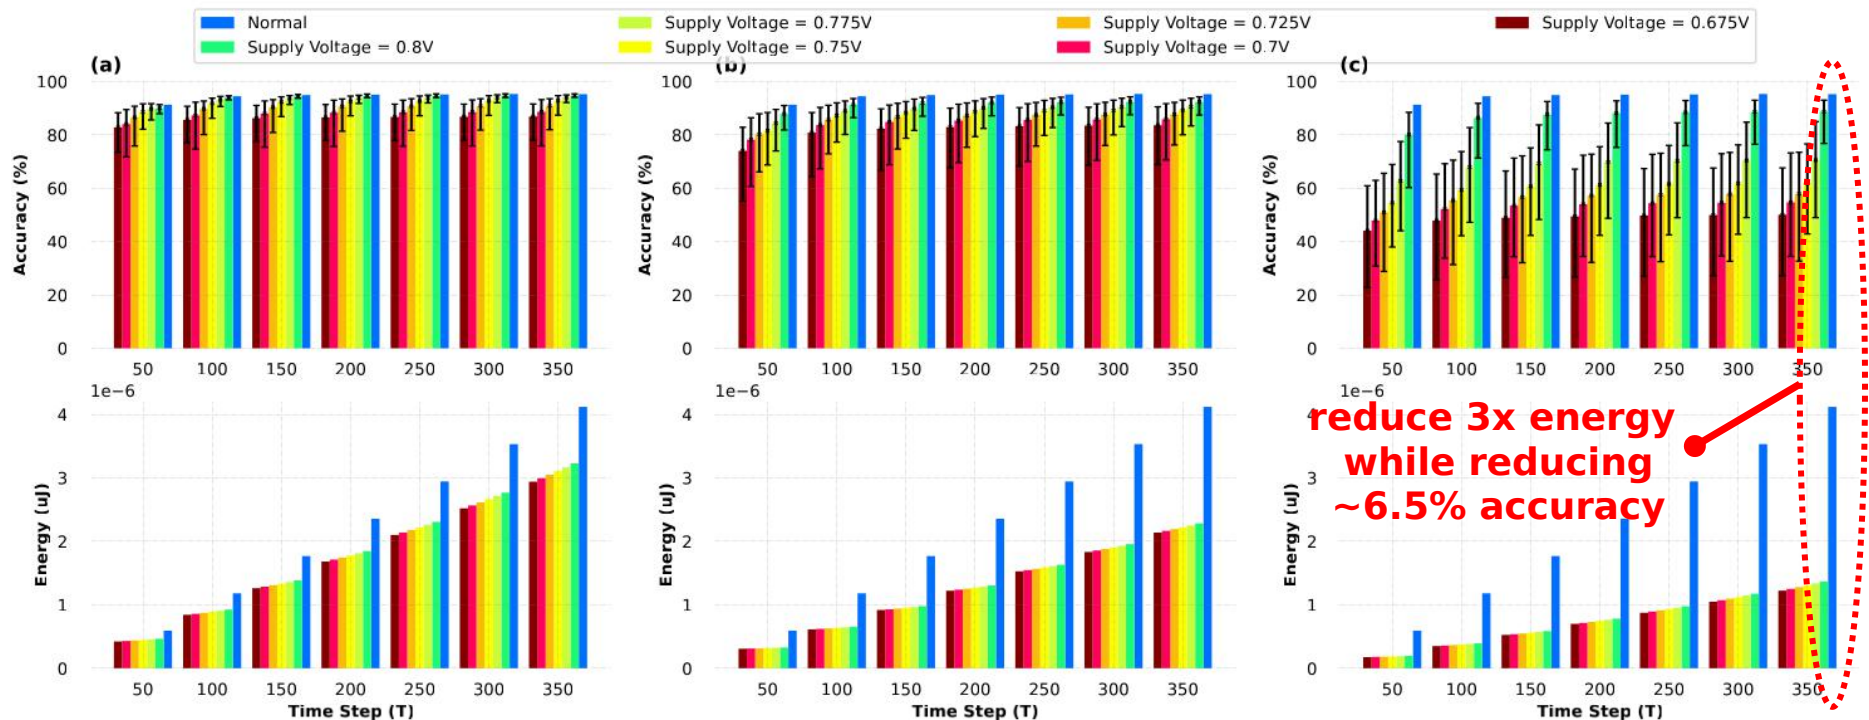 Normal
Supply Voltage = 0.8V
Supply Voltage = 0.775V
Supply Voltage = 0.75V
Supply Voltage = 0.725V
Supply Voltage = 0.7V
Supply Voltage = 0.675V
(a)
100
80
60
40
20
0
Accuracy (%)
50 100 150 200 250 300 350
(b)
100
80
60
40
20
0
Accuracy (%)
50 100 150 200 250 300 350
(c)
100
80
60
40
20
0
Accuracy (%)
50 100 150 200 250 300 350
1e−6
4
3
2
1
0
Energy (uJ)
50 100 150 200 250 300 350
Time Step (T)
1e−6
4
3
2
1
0
Energy (uJ)
50 100 150 200 250 300 350
Time Step (T)
1e−6
4
3
2
1
0
Energy (uJ)
50 100 150 200 250 300 350
Time Step (T)
reduce 3x energy
while reducing
~6.5% accuracy